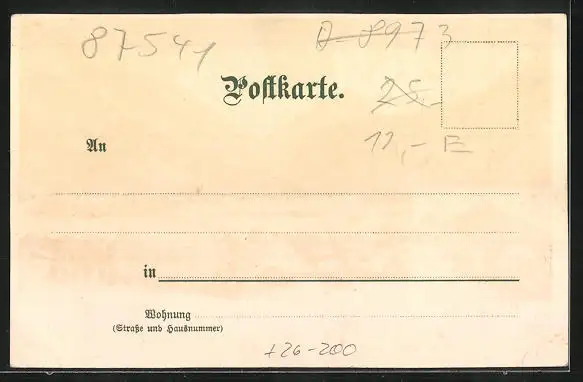 87541
D 8973
Postkarte.
25.-
An
11,- E
in
Wohnung
(Straße und Hausnummer)
+26-200